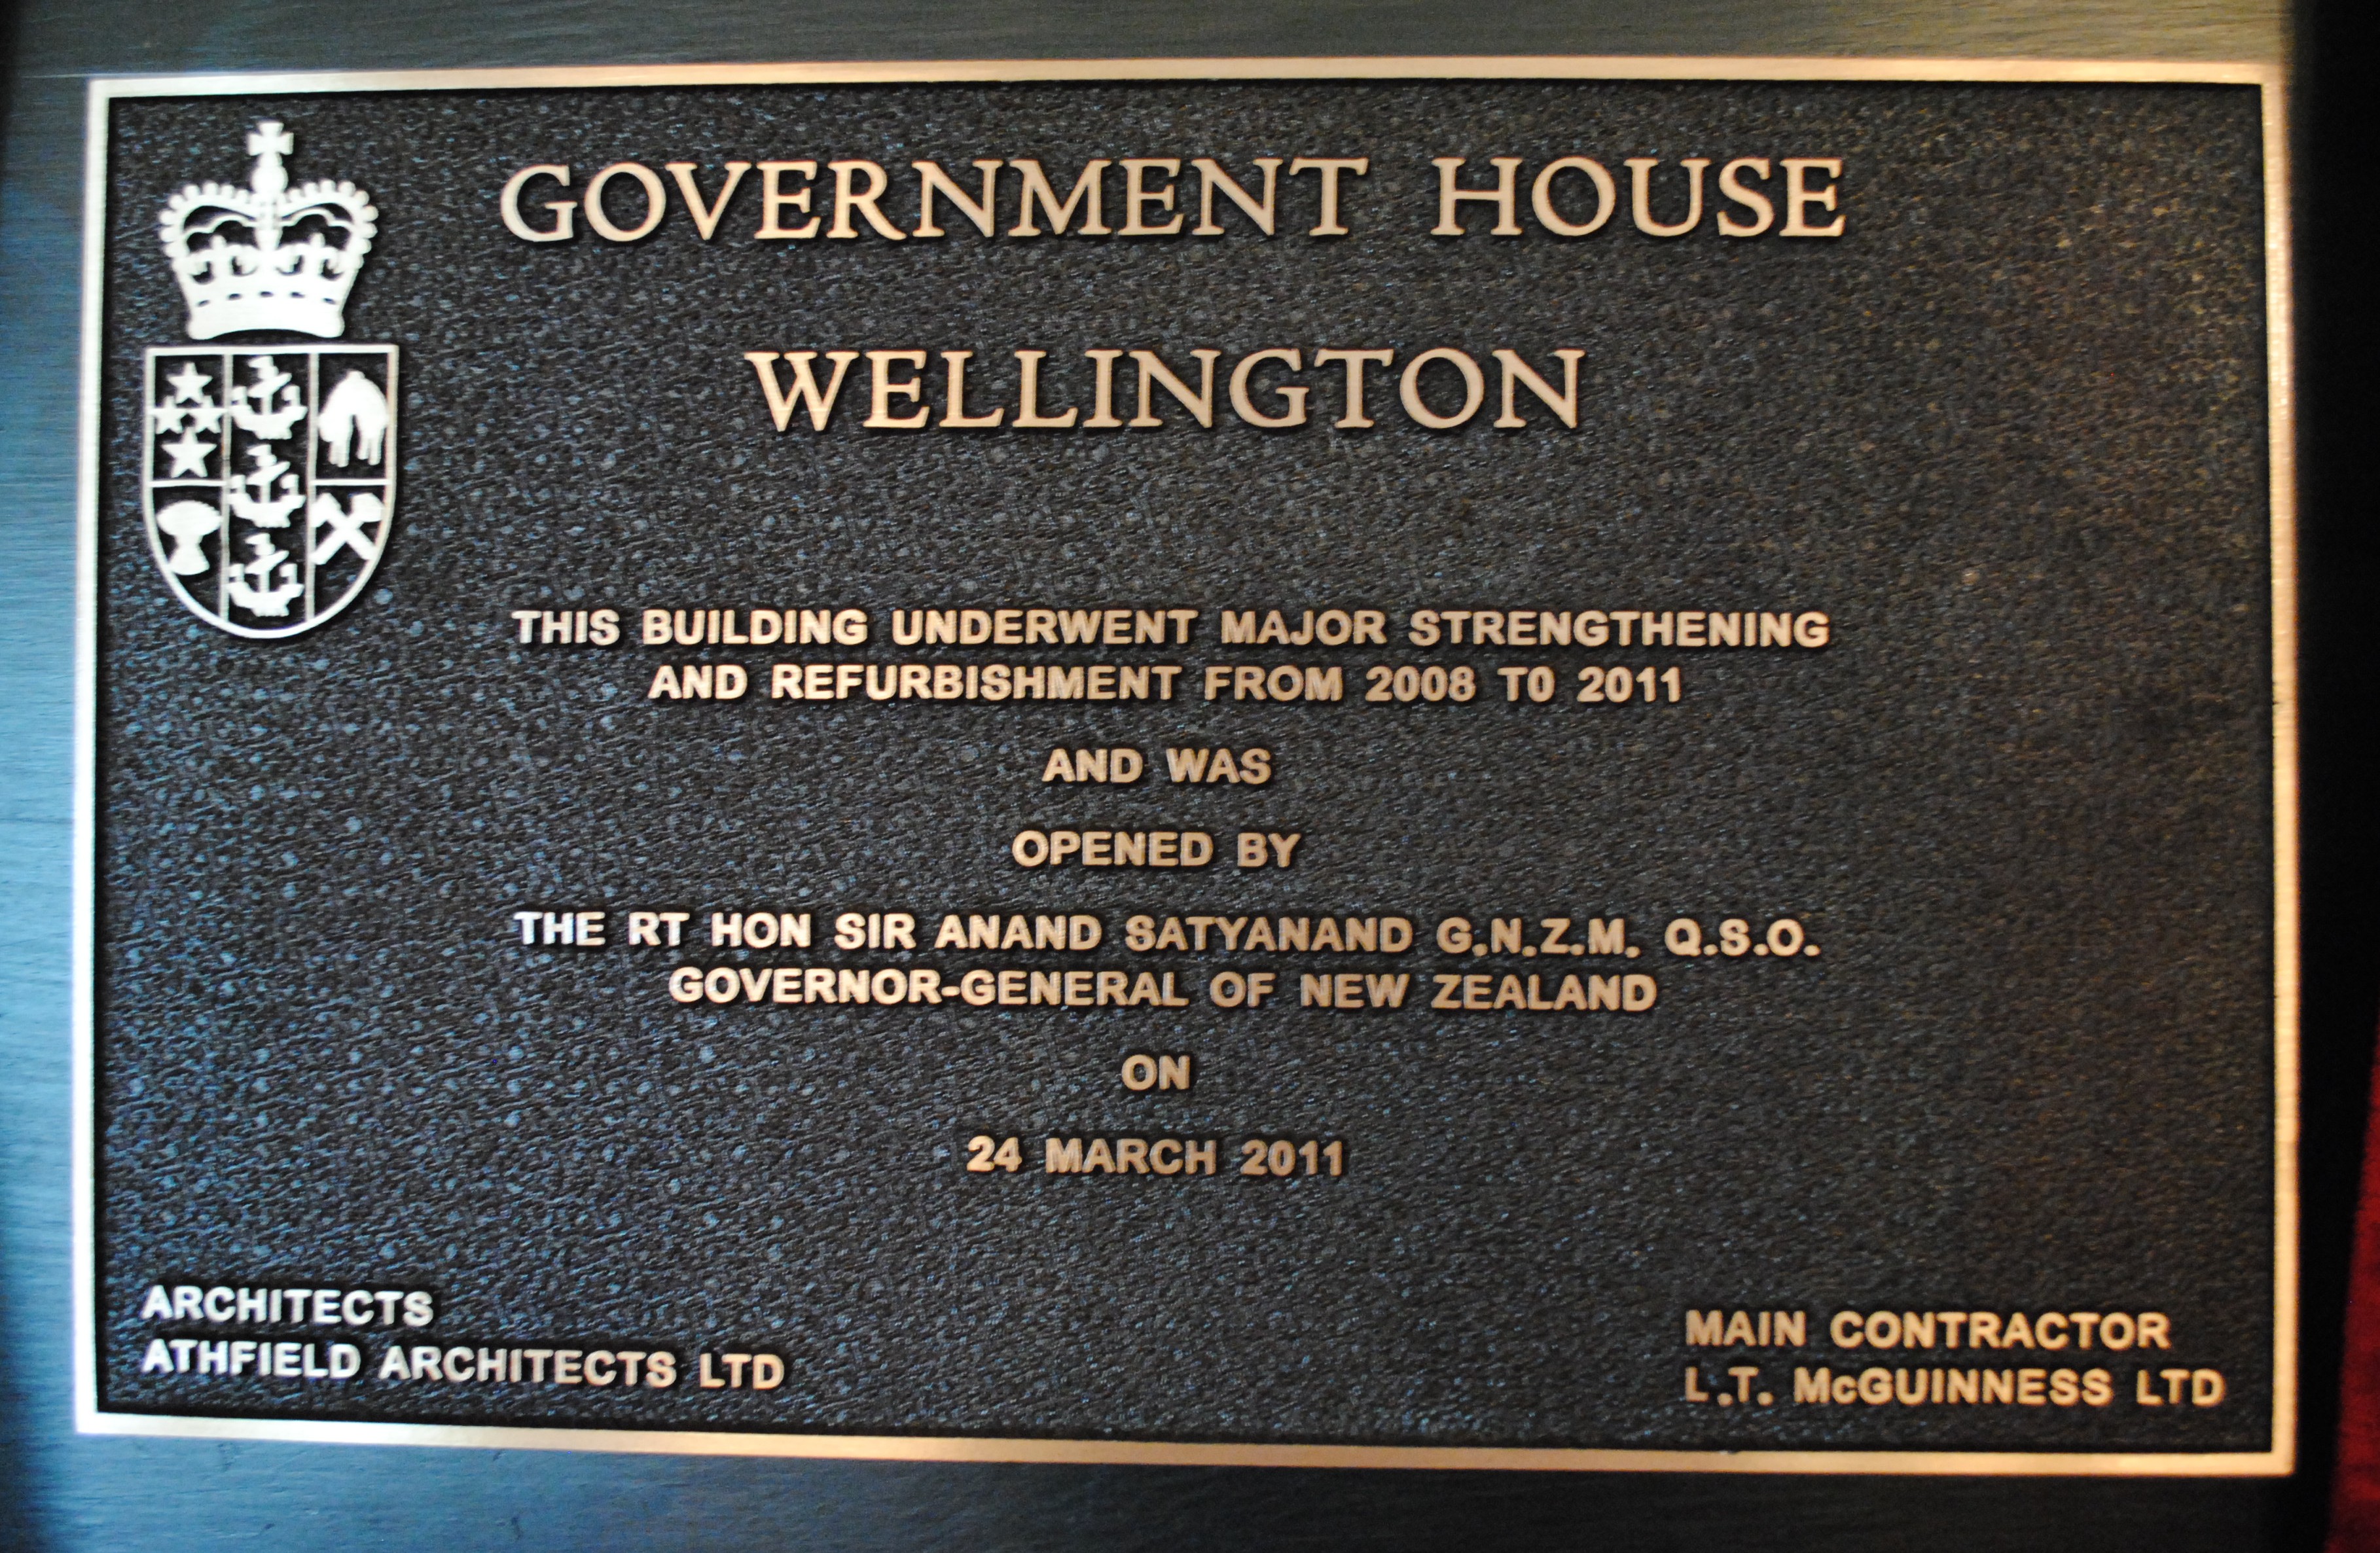 GOVERNMENT HOUSE
WELLINGTON
THIS BUILDING UNDERWENT MAJOR STRENGTHENING
AND REFURBISHMENT FROM 2008 TO 2011
AND WAS
OPENED BY
THE RT HON SIR ANAND SATYANAND G.N.Z.M. Q.S.O.
GOVERNOR-GENERAL OF NEW ZEALAND
ON
24 MARCH 2011
ARCHITECTS
ATHFIELD ARCHITECTS LTD
MAIN CONTRACTOR
L.T. McGUINNESS LTD